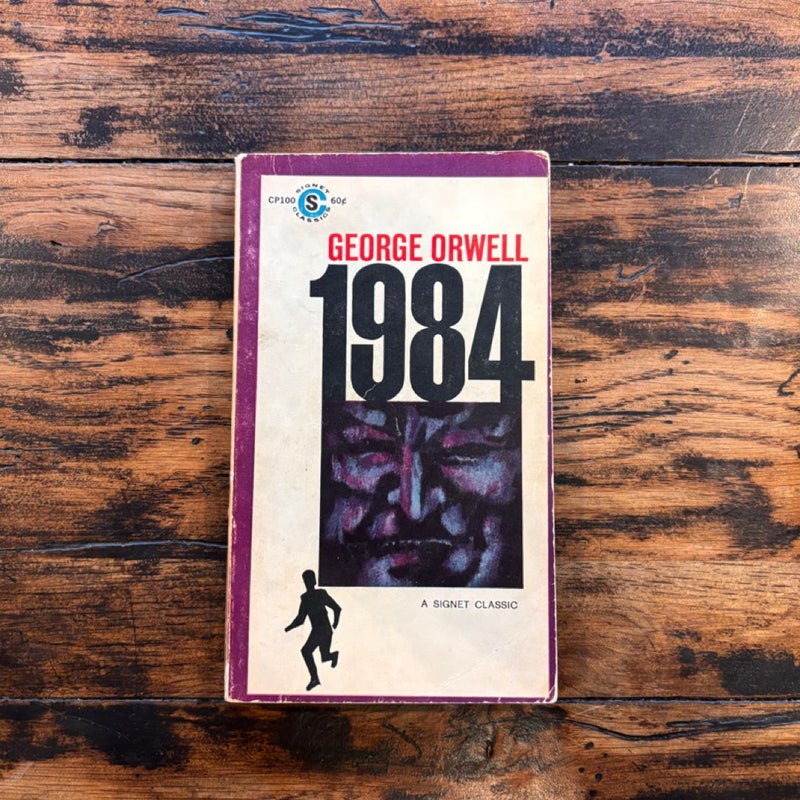 CP100 SIGNET CLASSICS 60¢
GEORGE ORWELL
1984
A SIGNET CLASSIC